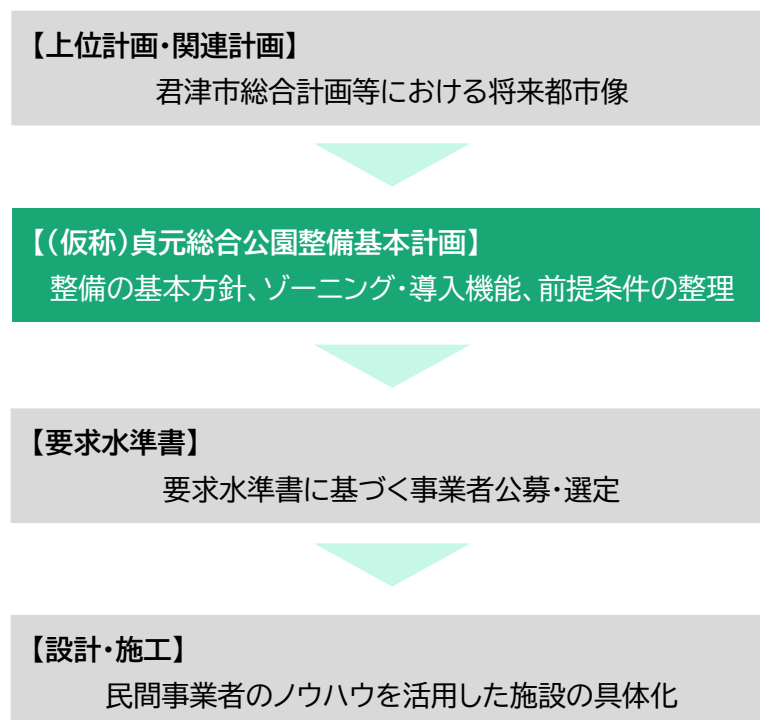 【上位計画・関連計画】
君津市総合計画等における将来都市像
【(仮称)貞元総合公園整備基本計画】
整備の基本方針、ゾーニング・導入機能、前提条件の整理
【要求水準書】
要求水準書に基づく事業者公募・選定
【設計・施工】
民間事業者のノウハウを活用した施設の具体化